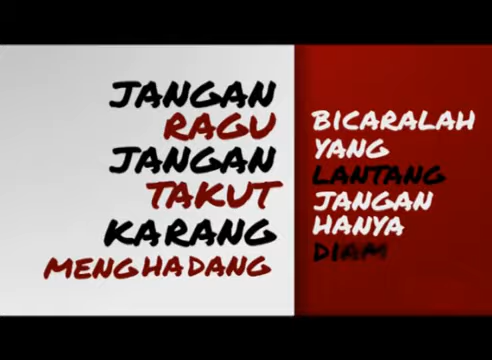 JANGAN
RAGU
JANGAN
TAKUT
KARANG
MENGHADANG
BICARALAH
YANG
LANTANG
JANGAN
HANYA
DIAM